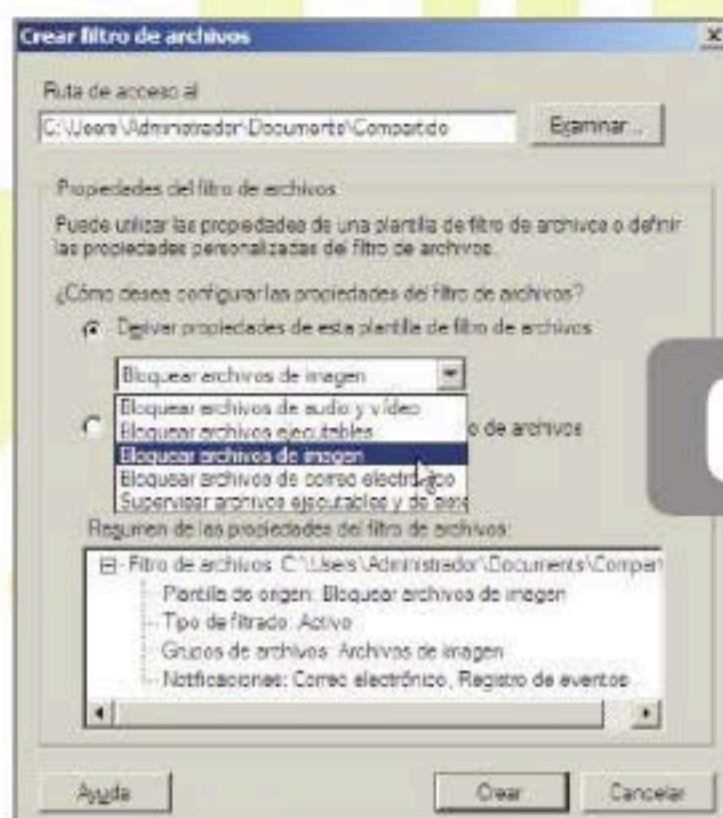 Crear filtro de archivos
Ruta de acceso al
C:\Users\Administrador\Documents\Compartido
Examinar...
Propiedades del filtro de archivos
Puede utilizar las propiedades de una plantilla de filtro de archivos o definir
las propiedades personalizadas del filtro de archivos.
¿Cómo desea configurar las propiedades del filtro de archivos?
Derivar propiedades de esta plantilla de filtro de archivos
Bloquear archivos de imagen
Bloquear archivos de audio y vídeo
Bloquear archivos ejecutables
o de archivos
Bloquear archivos de imagen
Bloquear archivos de correo electrónico
Supervisar archivos ejecutables y de
Resumen de las propiedades del filtro de archivos:
Filtro de archivos: C:\Users\Administrador\Documents\Compart
Plantilla de origen: Bloquear archivos de imagen
Tipo de filtrado: Activo
Grupos de archivos: Archivos de imagen
Notificaciones: Correo electrónico, Registro de eventos
Ayuda
Crear
Cancelar